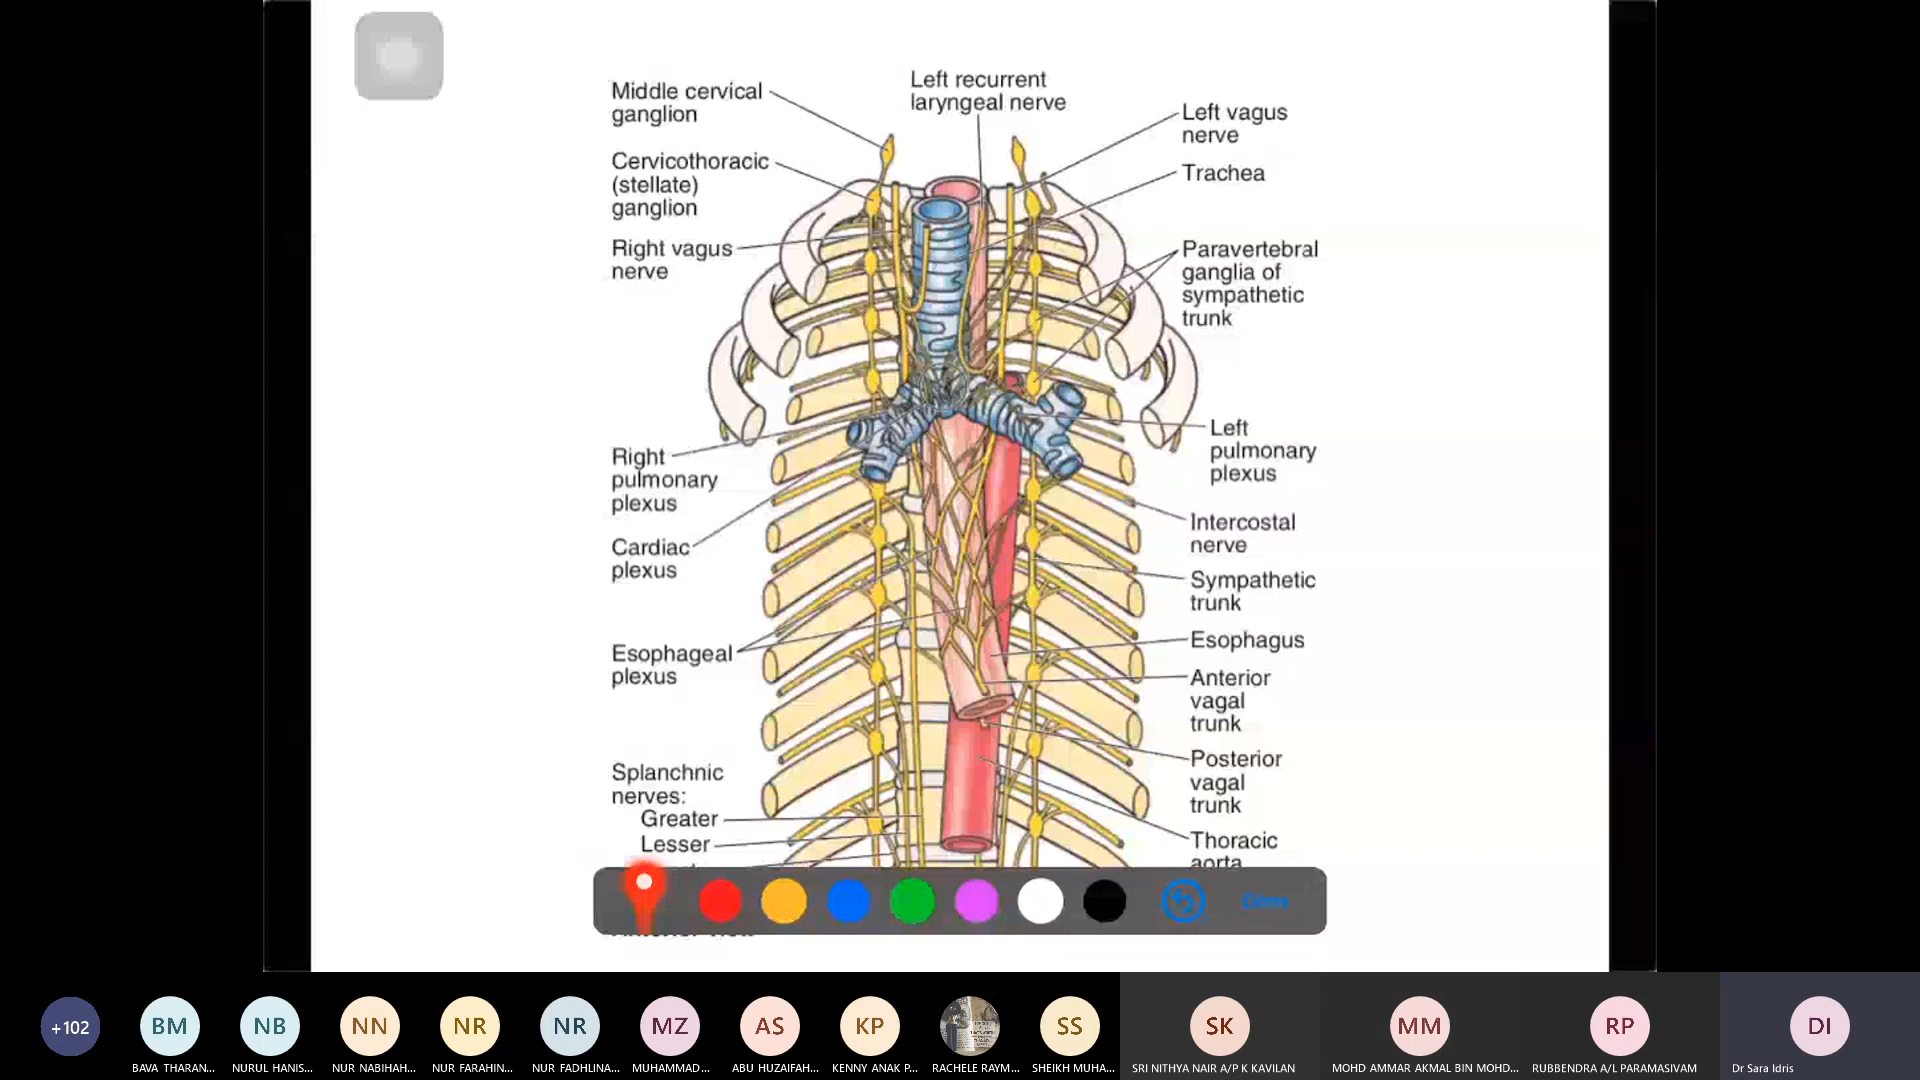 Middle cervical
ganglion
Left recurrent
laryngeal nerve
Left vagus
nerve
Cervicothoracic
(stellate)
ganglion
Trachea
Right vagus
nerve
Paravertebral
ganglia of
sympathetic
trunk
Right
pulmonary
plexus
Left
pulmonary
plexus
Cardiac
plexus
Intercostal
nerve
Sympathetic
trunk
Esophageal
plexus
Esophagus
Anterior
vagal
trunk
Splanchnic
nerves:
Greater
Lesser
Posterior
vagal
trunk
Thoracic
aorta
Done
+102
BM
NB
NN
NR
NR
MZ
AS
KP
SS
SK
MM
RP
DI
BAVA THARAN...
NURUL HANIS...
NUR NABIHAH...
NUR FARAHIN...
NUR FADHLINA...
MUHAMMAD...
ABU HUZAIFAH...
KENNY ANAK P...
RACHELE RAYM...
SHEIKH MUHA...
SRI NITHYA NAIR A/P K KAVILAN
MOHD AMMAR AKMAL BIN MOHD...
RUBBENDRA A/L PARAMASIVAM
Dr Sara Idris